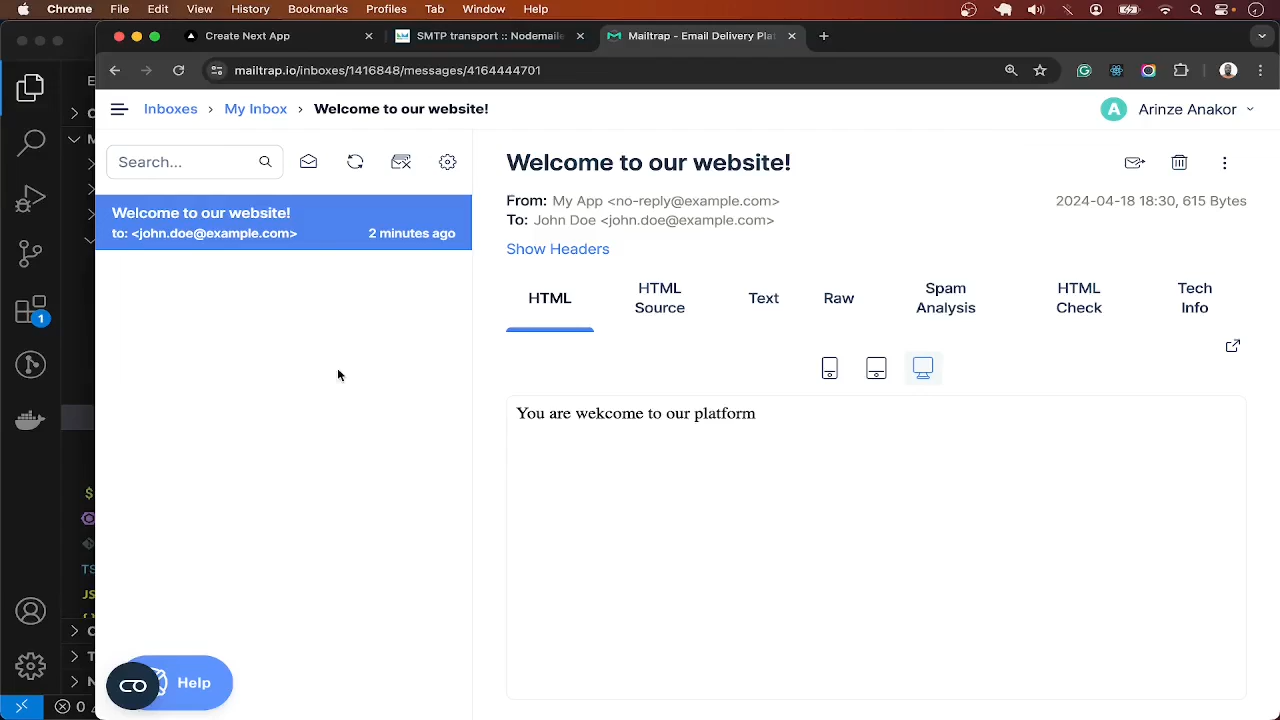 Chrome File Edit View History Bookmarks Profiles Tab Window Help
Create Next App
SMTP transport :: Nodemaile
Mailtrap - Email Delivery Plat
mailtrap.io/inboxes/1416848/messages/4164444701
Inboxes > My Inbox > Welcome to our website!
A Arinze Anakor
Search...
Welcome to our website!
to: <john.doe@example.com> 2 minutes ago
Welcome to our website!
From: My App <no-reply@example.com>
2024-04-18 18:30, 615 Bytes
To: John Doe <john.doe@example.com>
Show Headers
HTML
HTML Source
Text
Raw
Spam Analysis
HTML Check
Tech Info
You are wekcome to our platform
1
$
TS
JS
Help
0